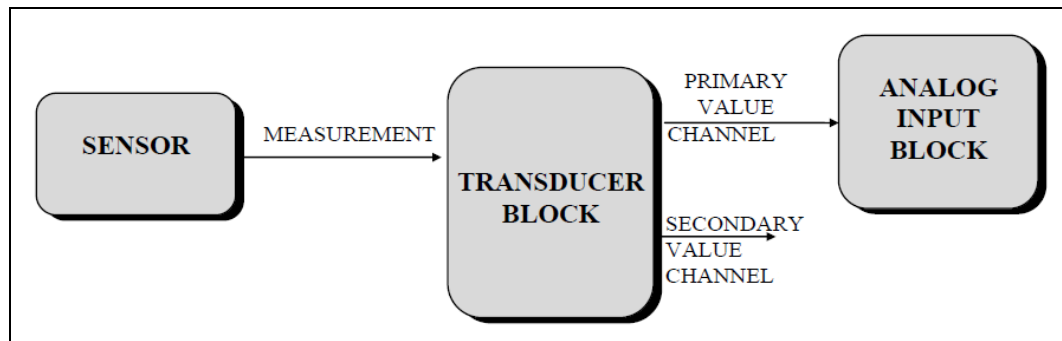 SENSOR
MEASUREMENT
TRANSDUCER
BLOCK
PRIMARY
VALUE
CHANNEL
SECONDARY
VALUE
CHANNEL
ANALOG
INPUT
BLOCK